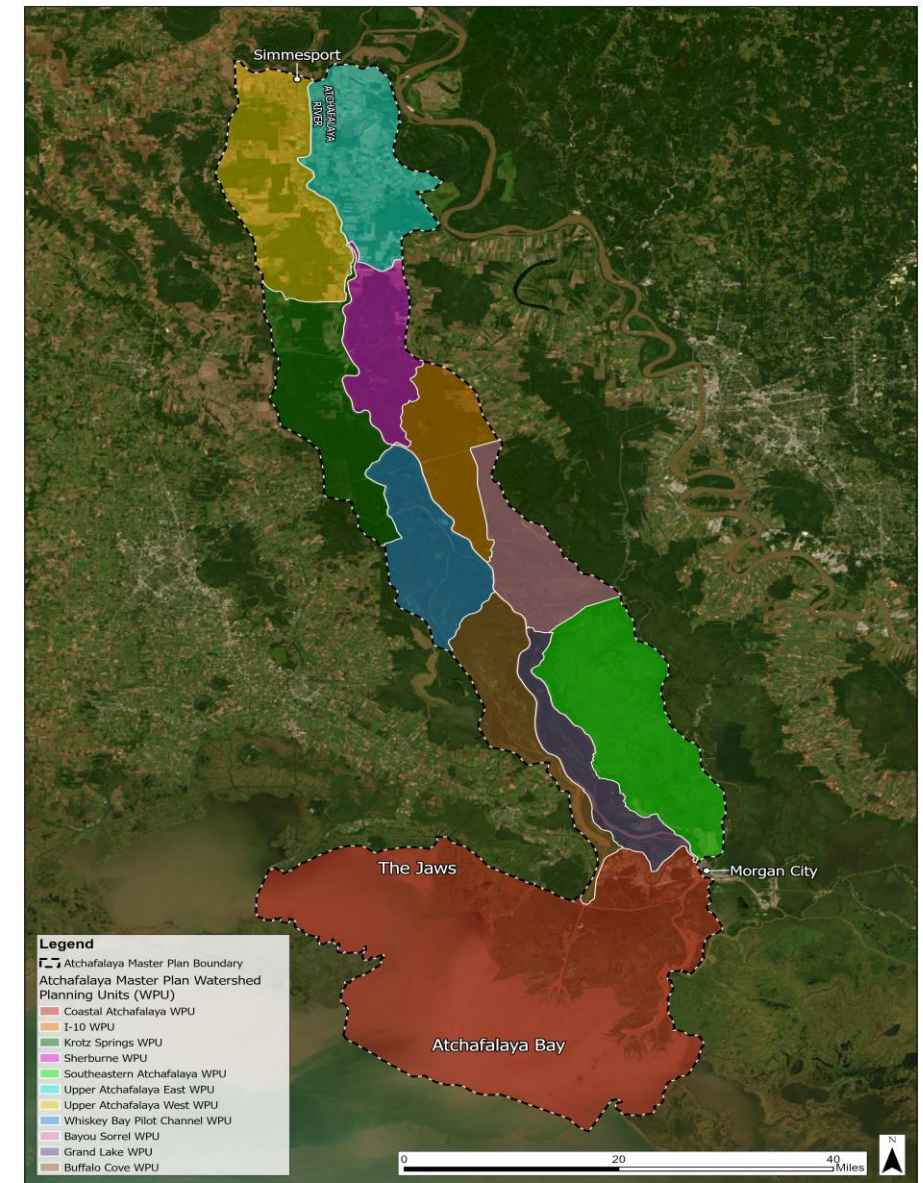 Simmesport
ATCHAFALAYA
RIVER
The Jaws
Morgan City
Atchafalaya Bay
Legend
Atchafalaya Master Plan Boundary
Atchafalaya Master Plan Watershed
Planning Units (WPU)
Coastal Atchafalaya WPU
I-10 WPU
Krotz Springs WPU
Sherburne WPU
Southeastern Atchafalaya WPU
Upper Atchafalaya East WPU
Upper Atchafalaya West WPU
Whiskey Bay Pilot Channel WPU
Bayou Sorrel WPU
Grand Lake WPU
Buffalo Cove WPU
0 20 40
Miles
N